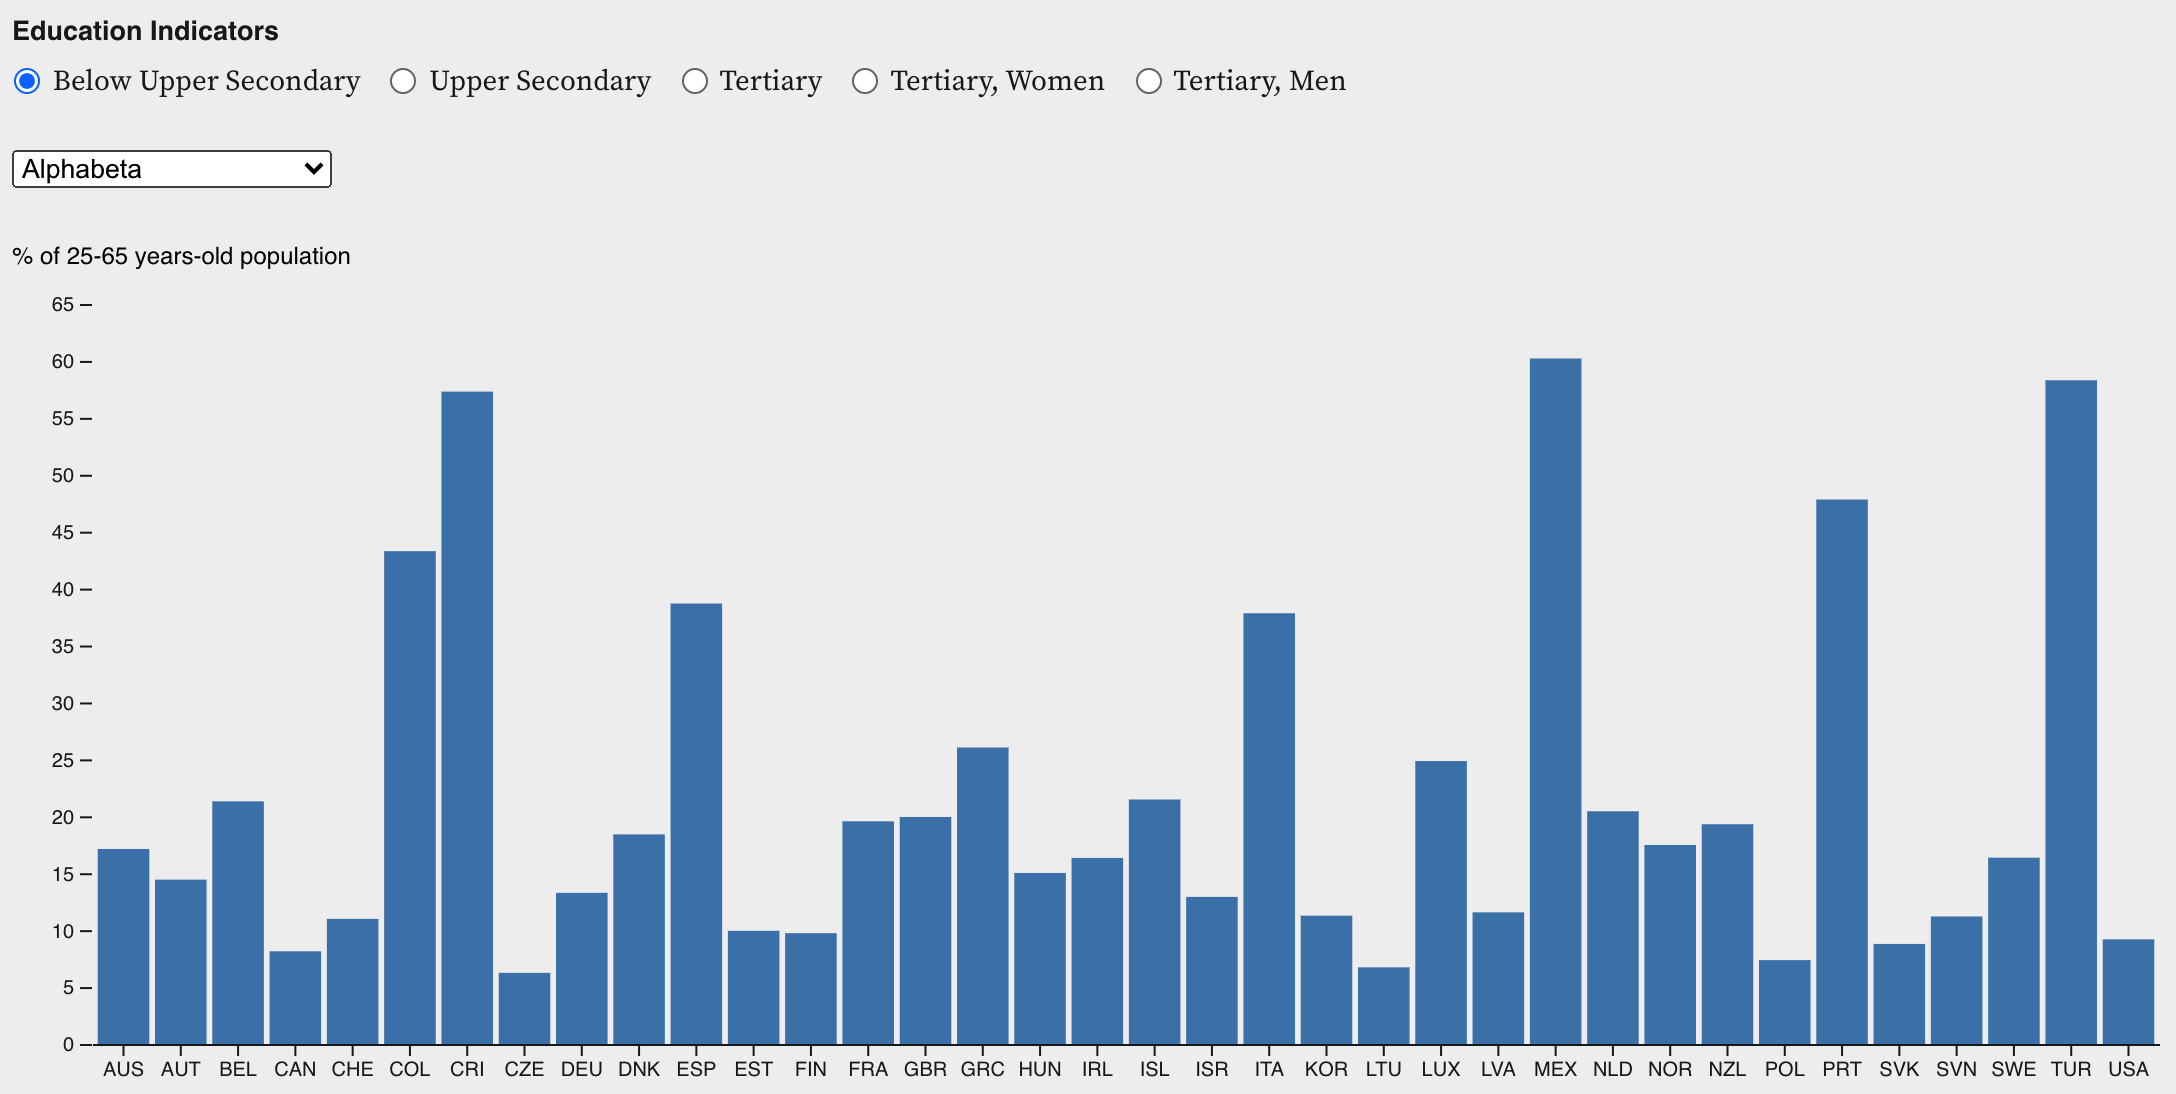 Education Indicators
Below Upper Secondary Upper Secondary Tertiary Tertiary, Women Tertiary, Men
Alphabeta
% of 25-65 years-old population
65
60
55
50
45
40
35
30
25
20
15
10
5
0
AUS AUT BEL CAN CHE COL CRI CZE DEU DNK ESP EST FIN FRA GBR GRC HUN IRL ISL ISR ITA KOR LTU LUX LVA MEX NLD NOR NZL POL PRT SVK SVN SWE TUR USA